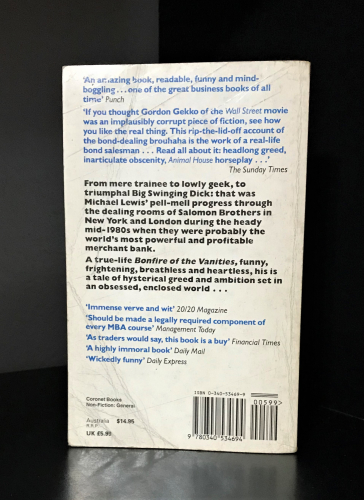 'An amazing book, readable, funny and mind-
boggling . . . one of the great business books of all
time' Punch
'If you thought Gordon Gekko of the Wall Street movie
was an implausibly corrupt piece of fiction, see how
you like the real thing. This rip-the-lid-off account of
the bond-dealing brouhaha is the work of a real-life
bond salesman . . . Read all about it: headlong greed,
inarticulate obscenity, Animal House horseplay . . .'
The Sunday Times
From mere trainee to lowly geek, to
triumphal Big Swinging Dick: that was
Michael Lewis' pell-mell progress through
the dealing rooms of Salomon Brothers in
New York and London during the heady
mid-1980s when they were probably the
world's most powerful and profitable
merchant bank.
A true-life Bonfire of the Vanities, funny,
frightening, breathless and heartless, his is
a tale of hysterical greed and ambition set in
an obsessed, enclosed world . . .
'Immense verve and wit' 20/20 Magazine
'Should be made a legally required component of
every MBA course' Management Today
'As traders would say, this book is a buy' Financial Times
'A highly immoral book' Daily Mail
'Wickedly funny' Daily Express
Coronet Books
Non-Fiction: General
Australia $14.95
R.R.P.
UK £5.99
ISBN 0-340-53469-9
00599>
9 780340 534694